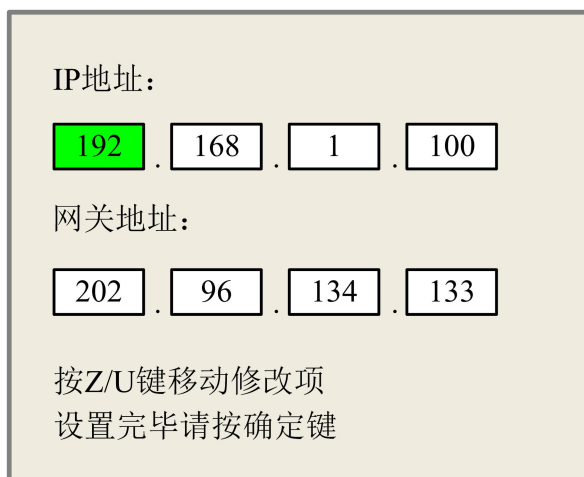 IP地址：
192 . 168 . 1 . 100
网关地址：
202 . 96 . 134 . 133
按Z/U键移动修改项
设置完毕请按确定键